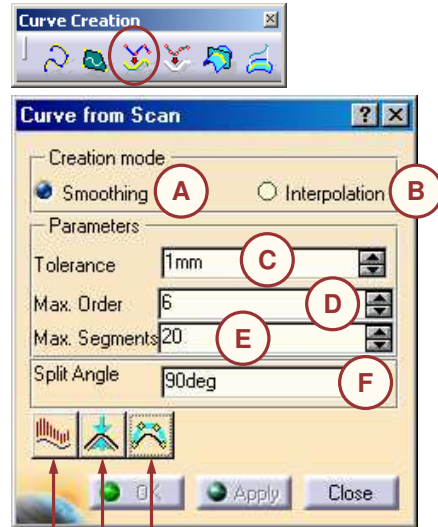 Curve Creation
Curve from Scan
Creation mode
Smoothing A Interpolation B
Parameters
Tolerance 1mm C
Max. Order 6 D
Max. Segments 20 E
Split Angle 90deg F
OK Apply Close